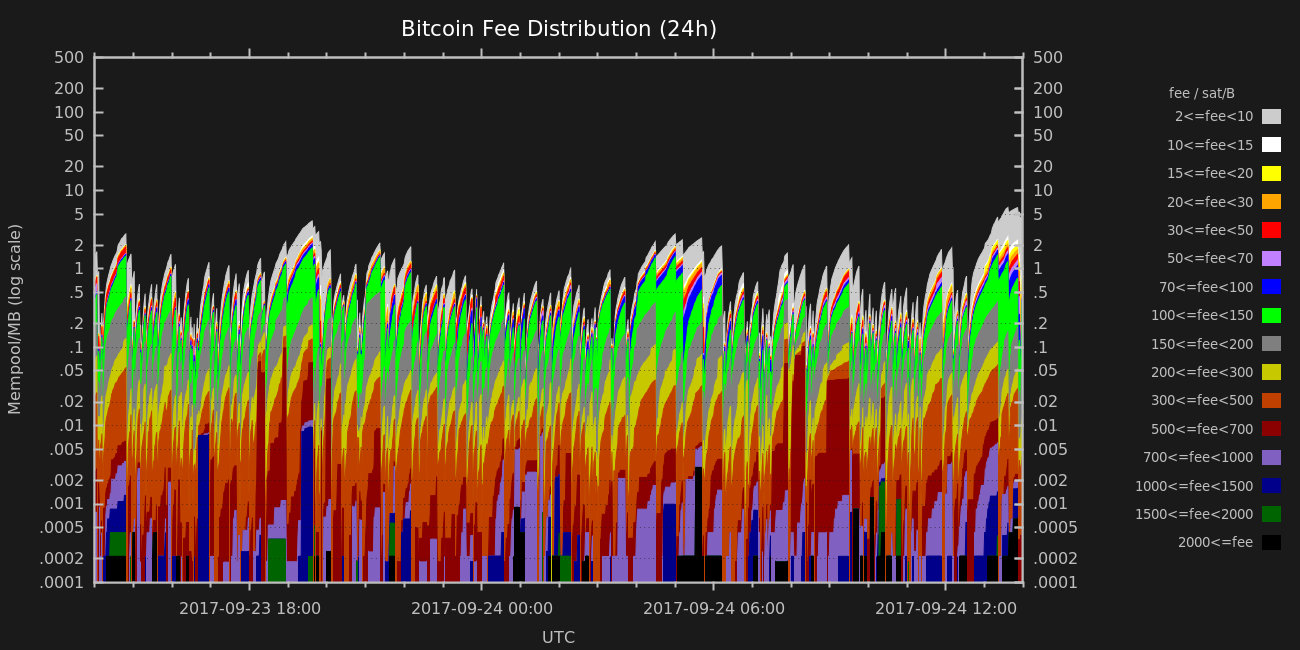 Bitcoin Fee Distribution (24h)
500
200
100
50
20
10
5
2
1
.5
.2
.1
.05
.02
.01
.005
.002
.001
.0005
.0002
.0001
Mempool/MB (log scale)
500
200
100
50
20
10
5
2
1
.5
.2
.1
.05
.02
.01
.005
.002
.001
.0005
.0002
.0001
2017-09-23 18:00
2017-09-24 00:00
2017-09-24 06:00
2017-09-24 12:00
UTC
fee / sat/B
2<=fee<10
10<=fee<15
15<=fee<20
20<=fee<30
30<=fee<50
50<=fee<70
70<=fee<100
100<=fee<150
150<=fee<200
200<=fee<300
300<=fee<500
500<=fee<700
700<=fee<1000
1000<=fee<1500
1500<=fee<2000
2000<=fee